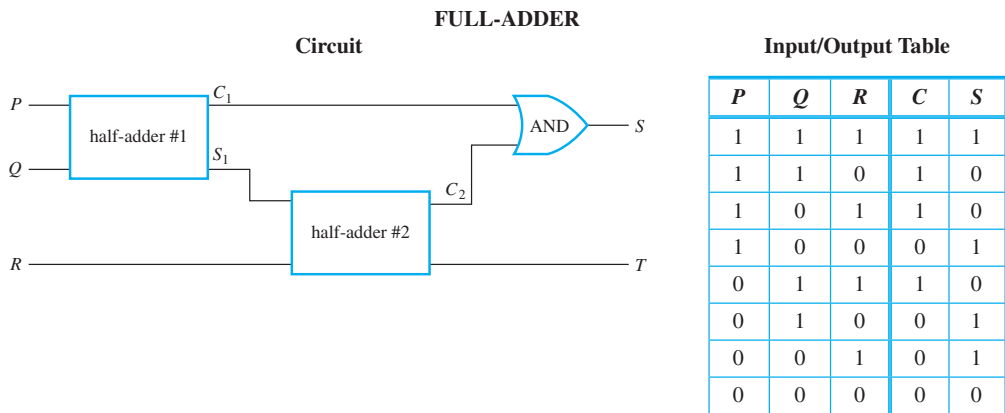 FULL-ADDER
Circuit
P
Q
R
half-adder #1
C1
S1
half-adder #2
C2
AND
S
T
Input/Output Table
P Q R C S
1 1 1 1 1
1 1 0 1 0
1 0 1 1 0
1 0 0 0 1
0 1 1 1 0
0 1 0 0 1
0 0 1 0 1
0 0 0 0 0